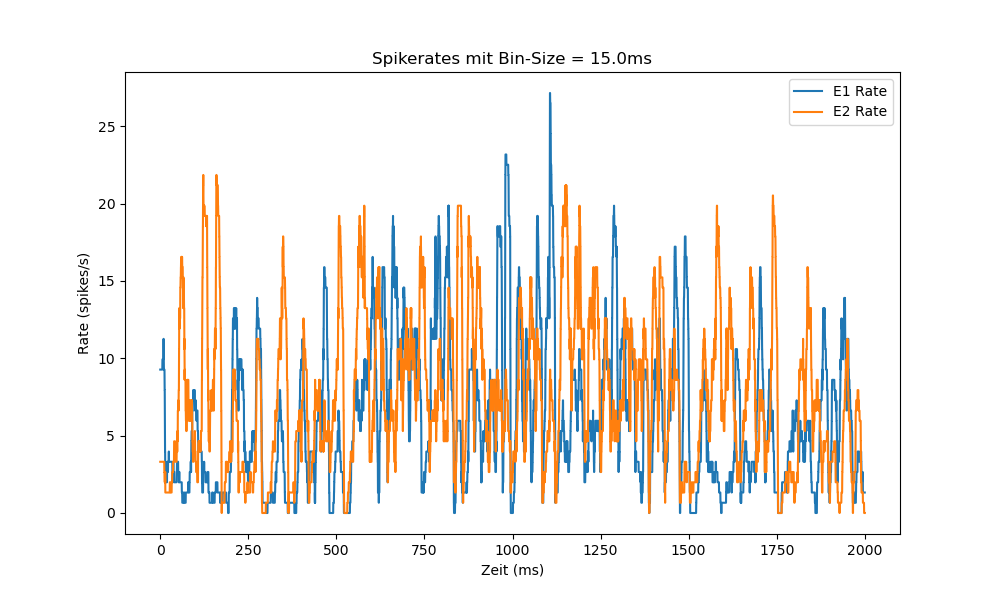 Spikerates mit Bin-Size = 15.0ms
E1 Rate
E2 Rate
Rate (spikes/s)
25
20
15
10
5
0
0 250 500 750 1000 1250 1500 1750 2000
Zeit (ms)